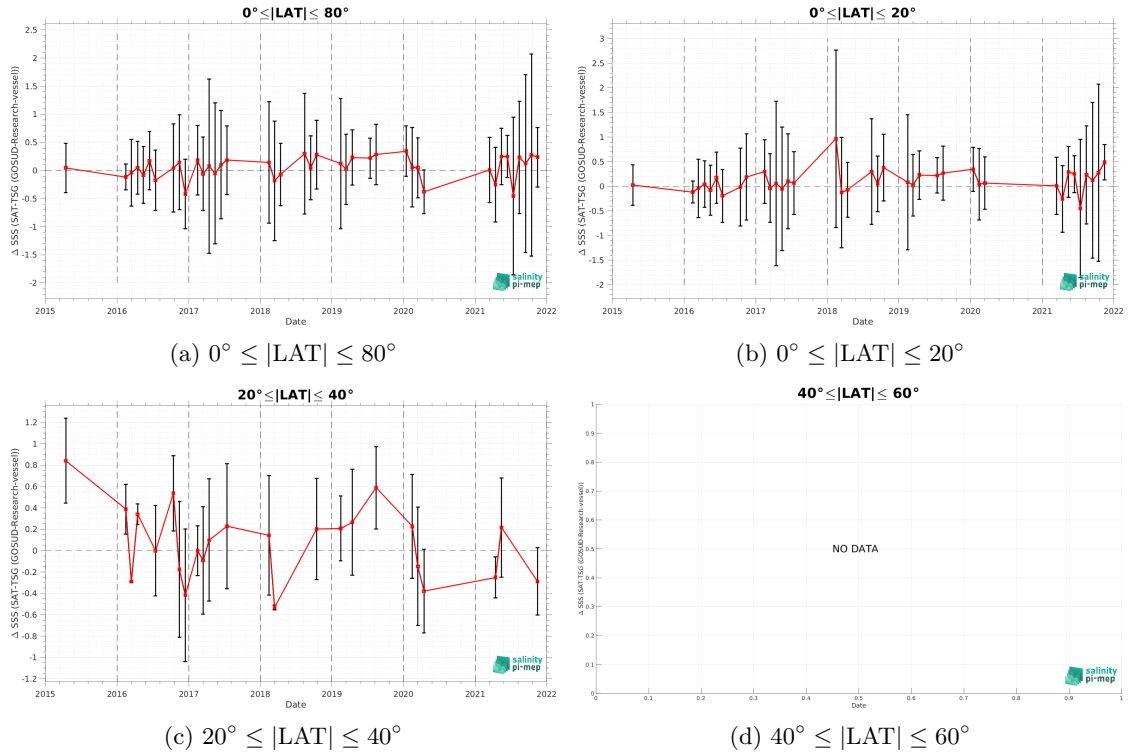 0°≤|LAT|≤ 80°
Δ SSS (SAT-TSG (GOSUD-Research-vessel))
2.5
2
1.5
1
0.5
0
-0.5
-1
-1.5
-2
2015 2016 2017 2018 2019 2020 2021 2022
Date
salinity
pi-mep
(a) 0° ≤ |LAT| ≤ 80°
0°≤|LAT|≤ 20°
Δ SSS (SAT-TSG (GOSUD-Research-vessel))
3
2.5
2
1.5
1
0.5
0
-0.5
-1
-1.5
-2
2015 2016 2017 2018 2019 2020 2021 2022
Date
salinity
pi-mep
(b) 0° ≤ |LAT| ≤ 20°
20°≤|LAT|≤ 40°
Δ SSS (SAT-TSG (GOSUD-Research-vessel))
1.2
1
0.8
0.6
0.4
0.2
0
-0.2
-0.4
-0.6
-0.8
-1
-1.2
2015 2016 2017 2018 2019 2020 2021 2022
Date
salinity
pi-mep
(c) 20° ≤ |LAT| ≤ 40°
40°≤|LAT|≤ 60°
Δ SSS (SAT-TSG (GOSUD-Research-vessel))
1
0.9
0.8
0.7
0.6
0.5
0.4
0.3
0.2
0.1
0
NO DATA
0 0.1 0.2 0.3 0.4 0.5 0.6 0.7 0.8 0.9 1
Date
salinity
pi-mep
(d) 40° ≤ |LAT| ≤ 60°